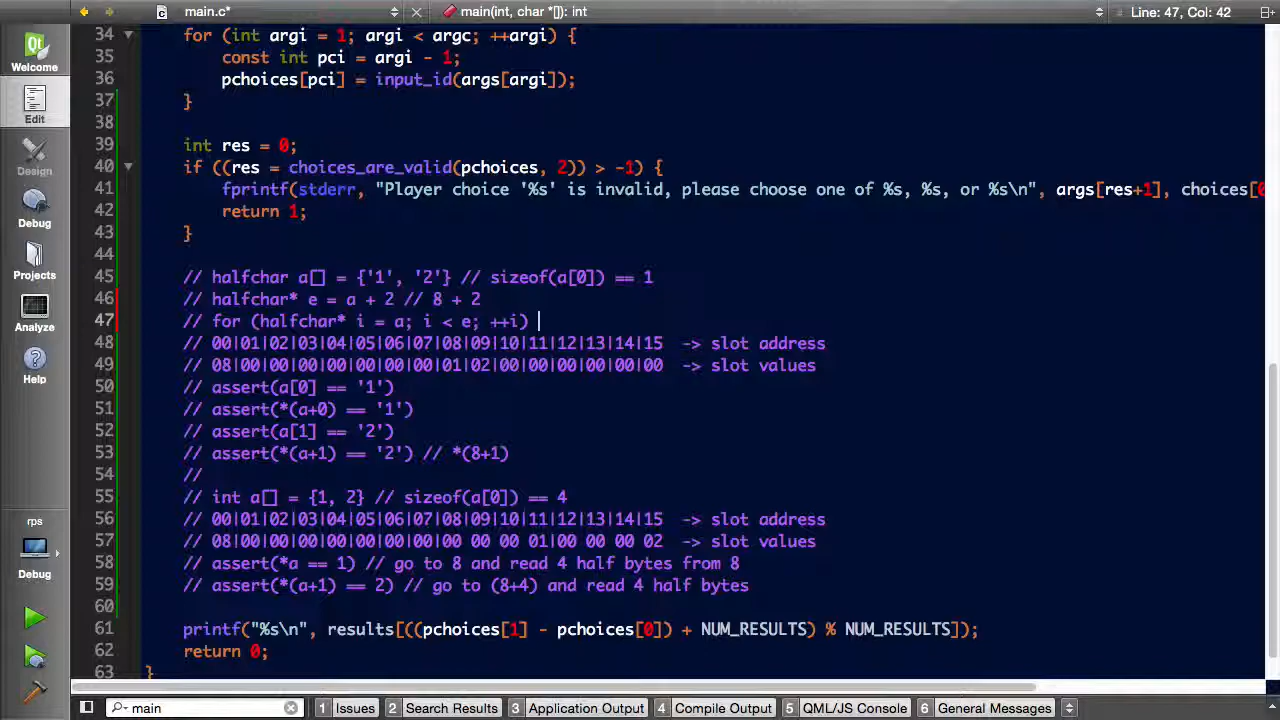 main.c*
main(int, char *[]): int
Line: 47, Col: 42
Qt
Welcome
Edit
Design
Debug
Projects
Analyze
Help
rps
Debug
34 for (int argi = 1; argi < argc; ++argi) {
35 const int pci = argi - 1;
36 pchoices[pci] = input_id(args[argi]);
37 }
38
39 int res = 0;
40 if ((res = choices_are_valid(pchoices, 2)) > -1) {
41 fprintf(stderr, "Player choice '%s' is invalid, please choose one of %s, %s, or %s\n", args[res+1], choices[0
42 return 1;
43 }
44
45 // halfchar a[] = {'1', '2'} // sizeof(a[0]) == 1
46 // halfchar* e = a + 2 // 8 + 2
47 // for (halfchar* i = a; i < e; ++i)
48 // 00|01|02|03|04|05|06|07|08|09|10|11|12|13|14|15 -> slot address
49 // 08|00|00|00|00|00|00|00|01|02|00|00|00|00|00|00 -> slot values
50 // assert(a[0] == '1')
51 // assert(*(a+0) == '1')
52 // assert(a[1] == '2')
53 // assert(*(a+1) == '2') // *(8+1)
54 //
55 // int a[] = {1, 2} // sizeof(a[0]) == 4
56 // 00|01|02|03|04|05|06|07|08|09|10|11|12|13|14|15 -> slot address
57 // 08|00|00|00|00|00|00|00|00 00 00 01|00 00 00 02 -> slot values
58 // assert(*a == 1) // go to 8 and read 4 half bytes from 8
59 // assert(*(a+1) == 2) // go to (8+4) and read 4 half bytes
60
61 printf("%s\n", results[((pchoices[1] - pchoices[0]) + NUM_RESULTS) % NUM_RESULTS]);
62 return 0;
63 }
main
1 Issues
2 Search Results
3 Application Output
4 Compile Output
5 QML/JS Console
6 General Messages